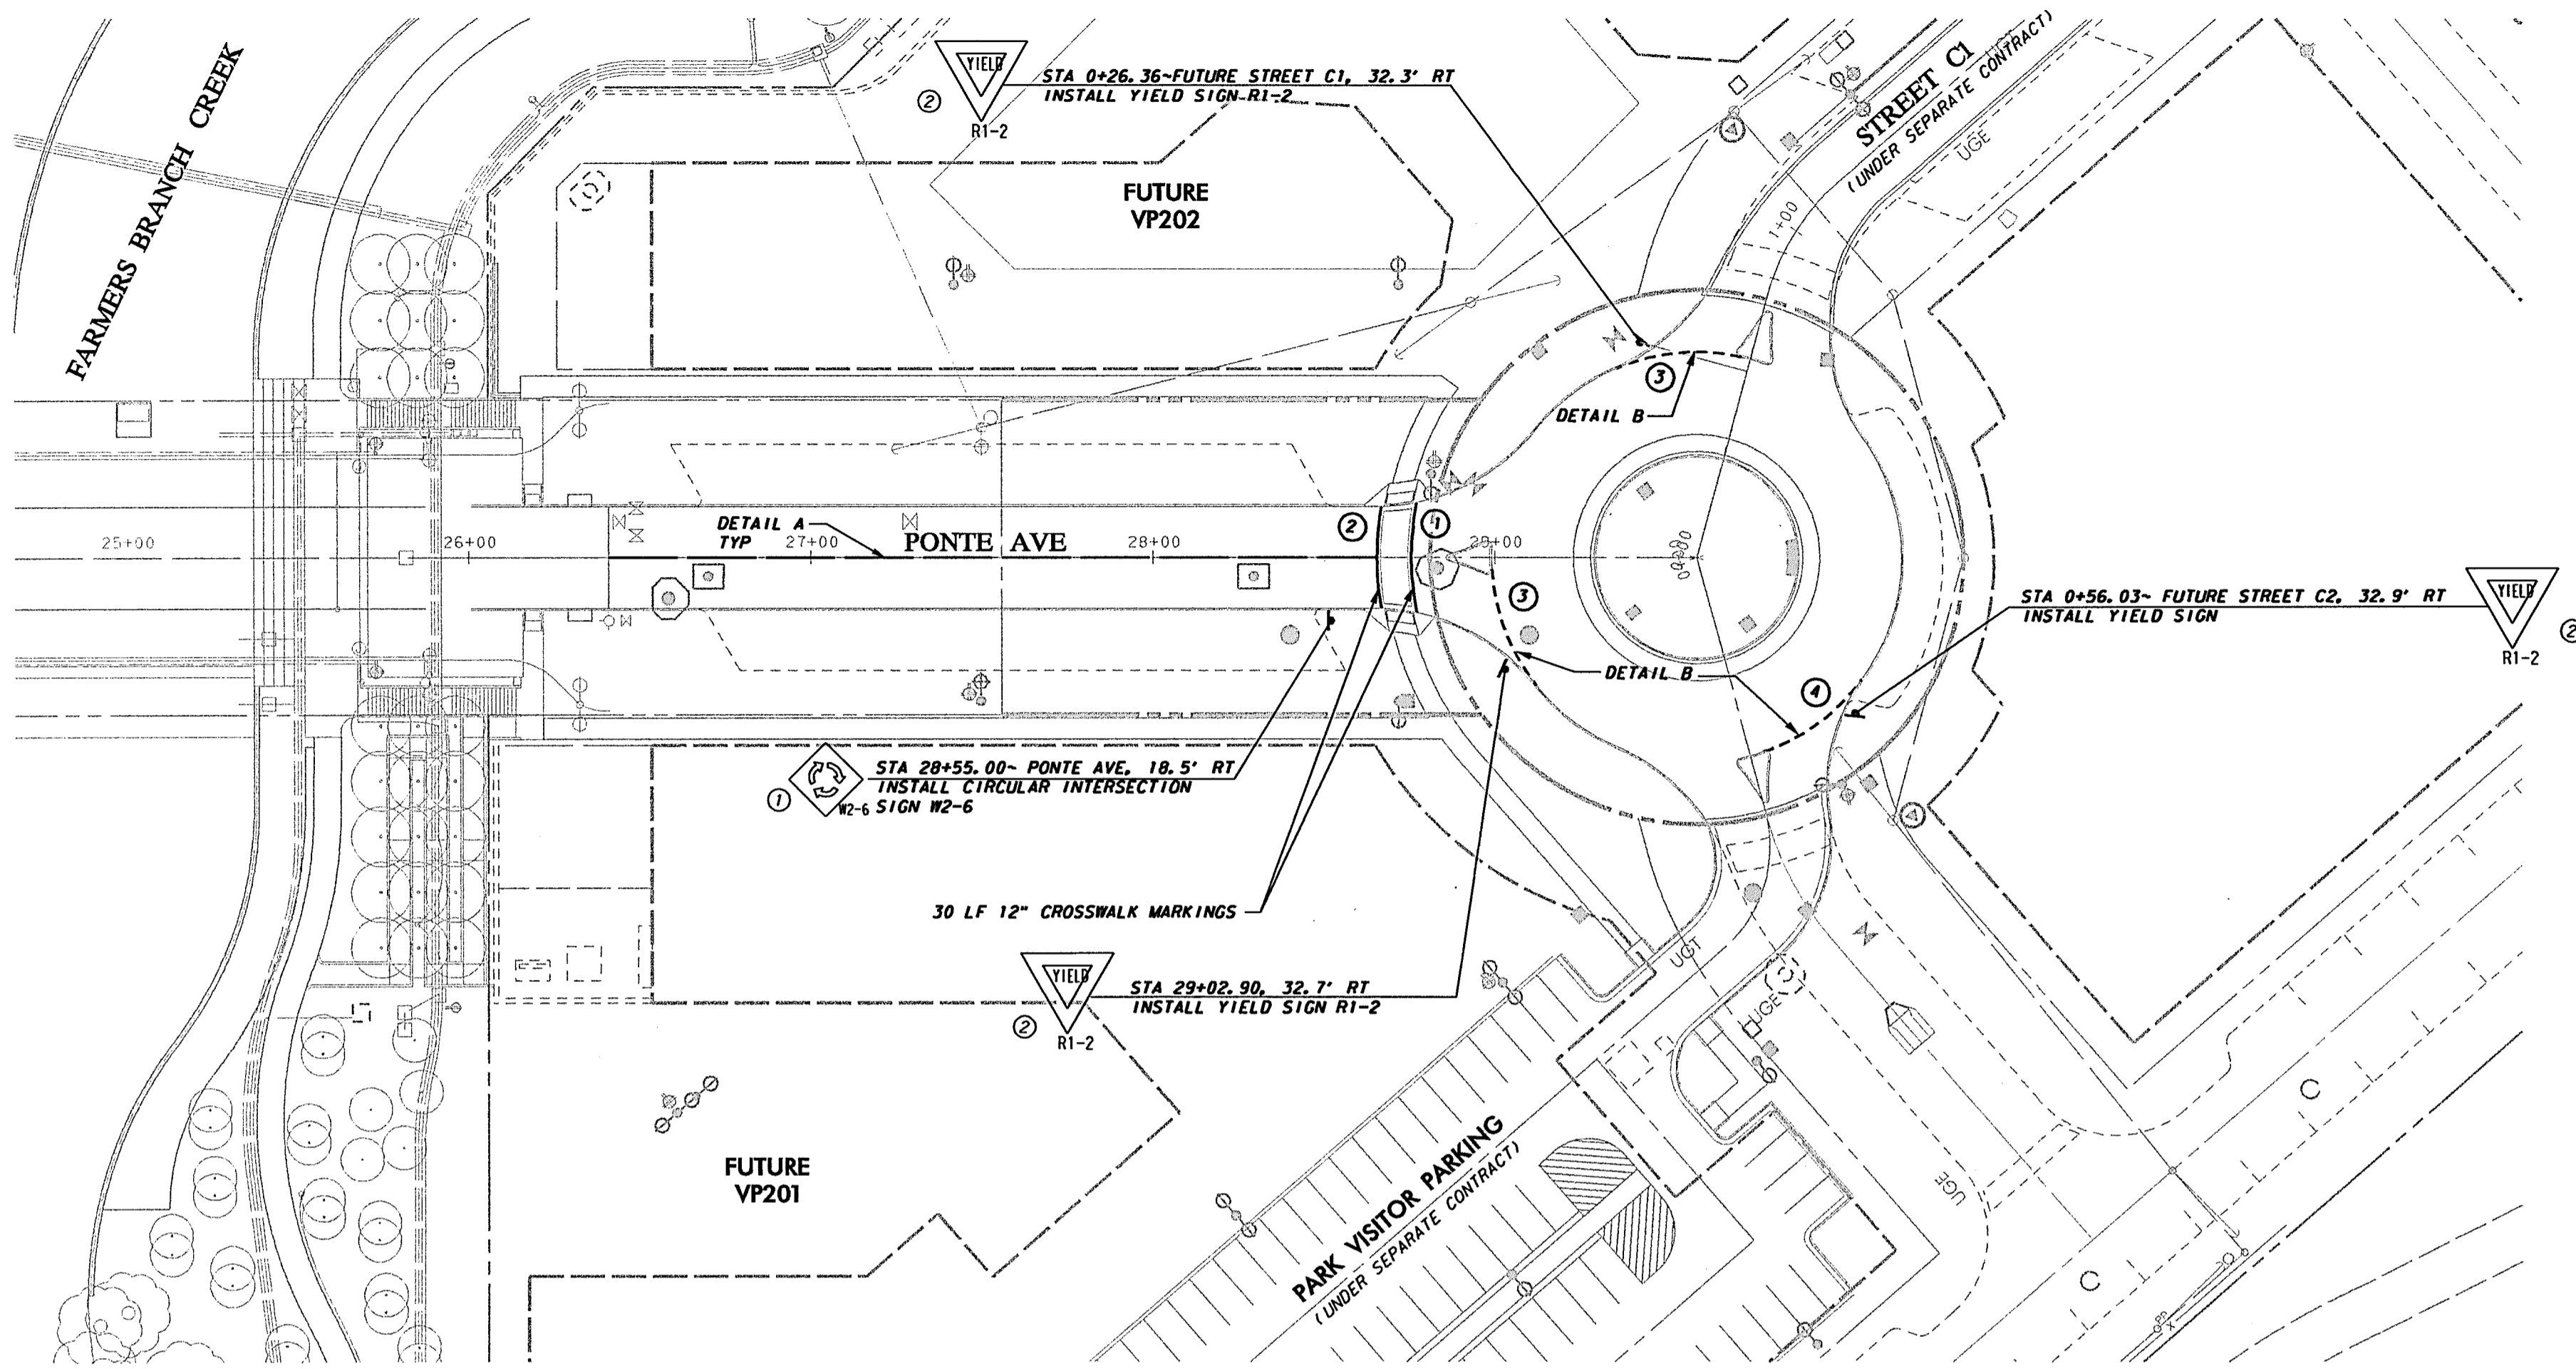 FARMERS BRANCH CREEK
YIELD
R1-2
②
STA 0+26.36~FUTURE STREET C1, 32.3' RT
INSTALL YIELD SIGN R1-2
STREET C1
(UNDER SEPARATE CONTRACT)
UGE
1+00
FUTURE
VP202
③
DETAIL B
25+00
26+00
DETAIL A
TYP
27+00
PONTE AVE
28+00
②
①
29+00
③
DETAIL B
④
STA 0+56.03~ FUTURE STREET C2, 32.9' RT
INSTALL YIELD SIGN
YIELD
R1-2
②
①
W2-6
STA 28+55.00~ PONTE AVE, 18.5' RT
INSTALL CIRCULAR INTERSECTION
SIGN W2-6
30 LF 12" CROSSWALK MARKINGS
YIELD
R1-2
②
STA 29+02.90, 32.7' RT
INSTALL YIELD SIGN R1-2
UGT
UGE
FUTURE
VP201
PARK VISITOR PARKING
(UNDER SEPARATE CONTRACT)
UGE
C
C